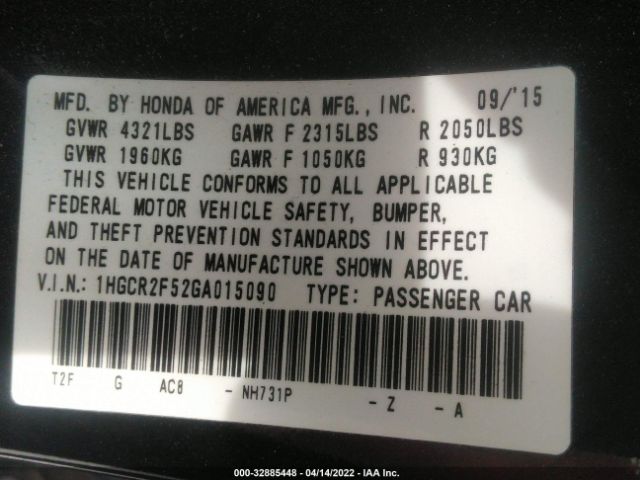 MFD. BY HONDA OF AMERICA MFG., INC. 09/'15
GVWR 4321LBS GAWR F 2315LBS R 2050LBS
GVWR 1960KG GAWR F 1050KG R 930KG
THIS VEHICLE CONFORMS TO ALL APPLICABLE
FEDERAL MOTOR VEHICLE SAFETY, BUMPER,
AND THEFT PREVENTION STANDARDS IN EFFECT
ON THE DATE OF MANUFACTURE SHOWN ABOVE.
V.I.N.: 1HGCR2F52GA015090 TYPE: PASSENGER CAR
T2F G AC8 - NH731P - Z - A
000-32885448 - 04/14/2022 - IAA Inc.